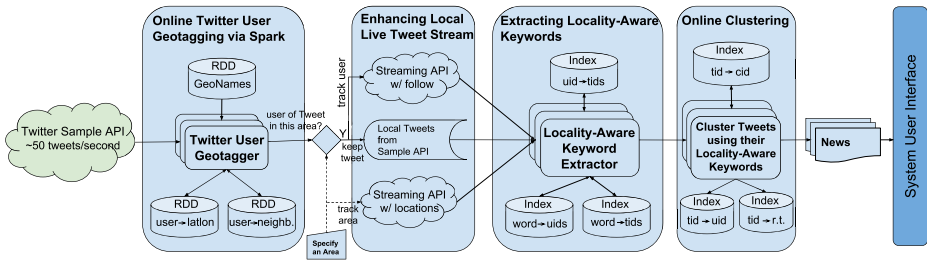 Online Twitter User
Geotagging via Spark
Enhancing Local
Live Tweet Stream
Extracting Locality-Aware
Keywords
Online Clustering
RDD
GeoNames
Twitter Sample API
~50 tweets/second
Twitter User
Geotagger
RDD
user→latlon
RDD
user→neighb.
user of Tweet
in this area?
Y
keep
tweet
track user
track
area
Specify
an Area
Streaming API
w/ follow
Local Tweets
from
Sample API
Streaming API
w/ locations
Index
uid→tids
Locality-Aware
Keyword
Extractor
Index
word→uids
Index
word→tids
Index
tid→cid
Cluster Tweets
using their
Locality-Aware
Keywords
Index
tid→uid
Index
tid→r.t.
News
System User Interface